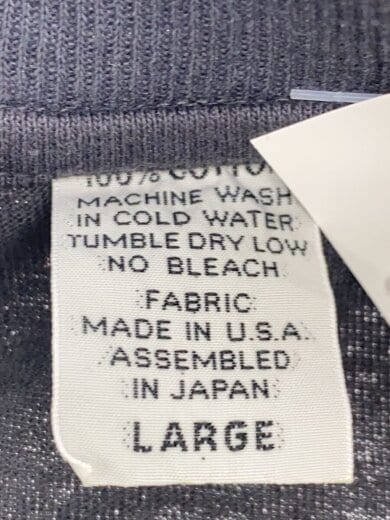 100% COTTON
MACHINE WASH
IN COLD WATER
TUMBLE DRY LOW
NO BLEACH
FABRIC
MADE IN U.S.A.
ASSEMBLED
IN JAPAN
LARGE